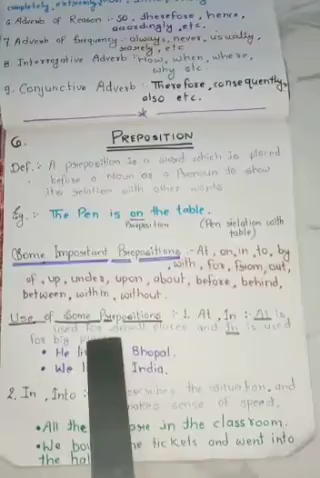 completely, extremely
6. Adverb of Reason :- So, therefore, hence,
accordingly, etc.
7. Adverb of frequency :- always, never, usually,
rarely, etc
8. Interrogative Adverb :- How, when, where,
why etc.
9. Conjunctive Adverb :- Therefore, consequently,
also etc.
6.
PREPOSITION
Def. :- A preposition is a word which is placed
before a Noun or a Pronoun to show
its relation with other words
Eg. :- The Pen is on the table.
Preposition (Pen relation with
table)
Some Important Prepositions :- At, on, in, to, by
, with, for, from, out,
of, up, under, upon, about, before, behind,
between, within, without.
Use of Some Prepositions :- 1. At, In :- At is
used for small places and In is used
for big
• He Bhopal.
• We India.
2. In, Into : the situation, and
sense of speed.
• All the are in the classroom.
• We tickets and went into
the